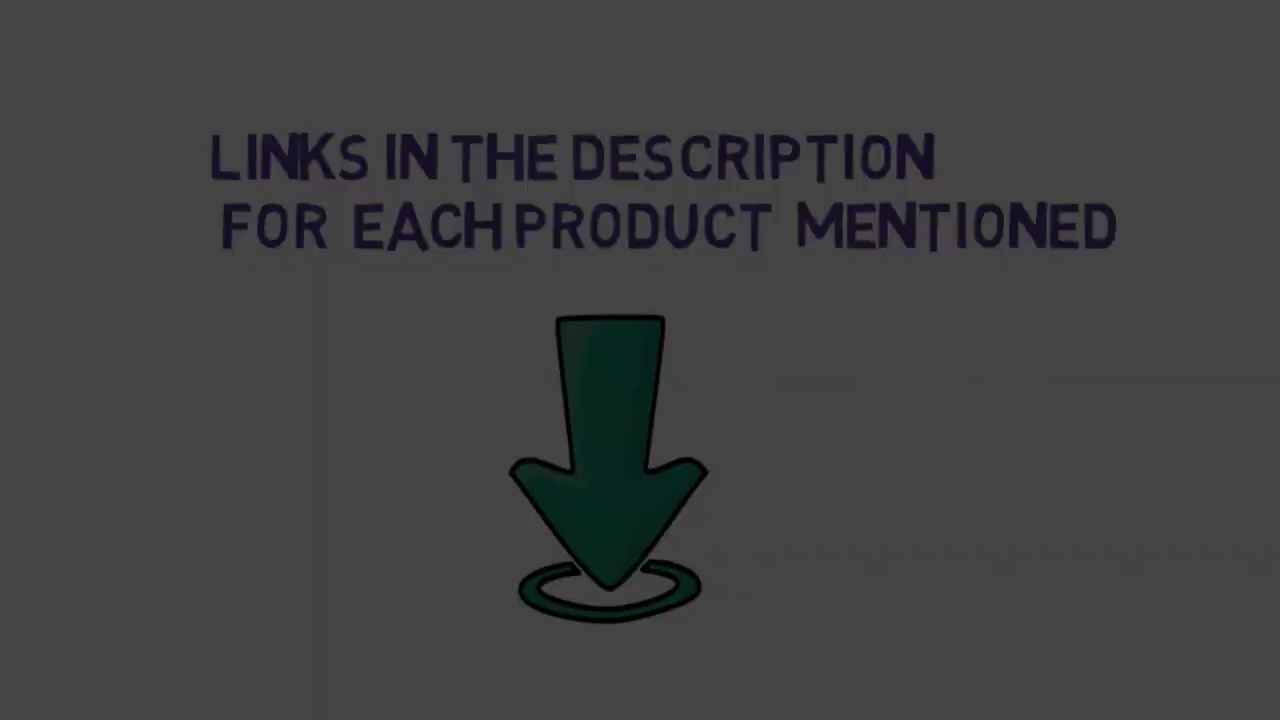 LINKS IN THE DESCRIPTION
FOR EACH PRODUCT MENTIONED